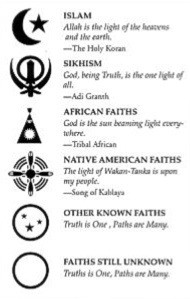 ISLAM
Allah is the light of the heavens
and the earth.
—The Holy Koran
SIKHISM
God, being Truth, is the one light of
all.
—Adi Granth
AFRICAN FAITHS
God is the sun beaming light every-
where.
—Tribal African
NATIVE AMERICAN FAITHS
The light of Wakan-Tanka is upon
my people.
—Song of Kablaya
OTHER KNOWN FAITHS
Truth is One , Paths are Many.
FAITHS STILL UNKNOWN
Truths is One, Paths are Many.